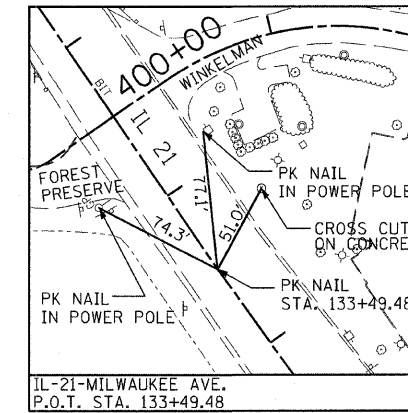 400+00
WINKELMAN
BIT
IL 21
FOREST
PRESERVE
PK NAIL
IN POWER POLE
77.1'
74.3'
51.0'
CROSS CUT
ON CONCRE
PK NAIL
STA. 133+49.48
PK NAIL
IN POWER POLE
IL-21-MILWAUKEE AVE.
P.O.T. STA. 133+49.48